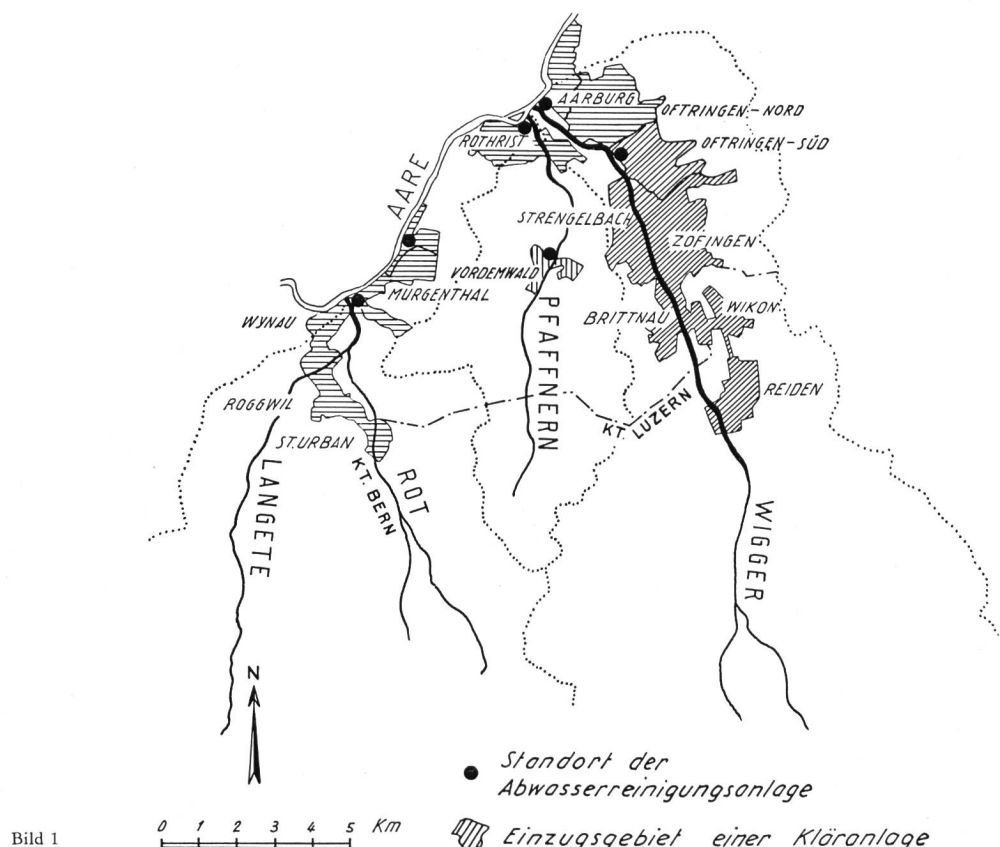 AARBURG
OFTRINGEN-NORD
ROTHRIST
OFTRINGEN-SÜD
AARE
STRENGELBACH
ZOFINGEN
VORDEMWALD
MURGENTHAL
WYNAU
PFAFFNERN
BRITTNAU
WIKON
ROGGWIL
REIDEN
KT. LUZERN
ST. URBAN
LANGETE
KT. BERN
ROT
WIGGER
N
Standort der
Abwasserreinigungsanlage
Bild 1
0 1 2 3 4 5 Km
Einzugsgebiet einer Kläranlage